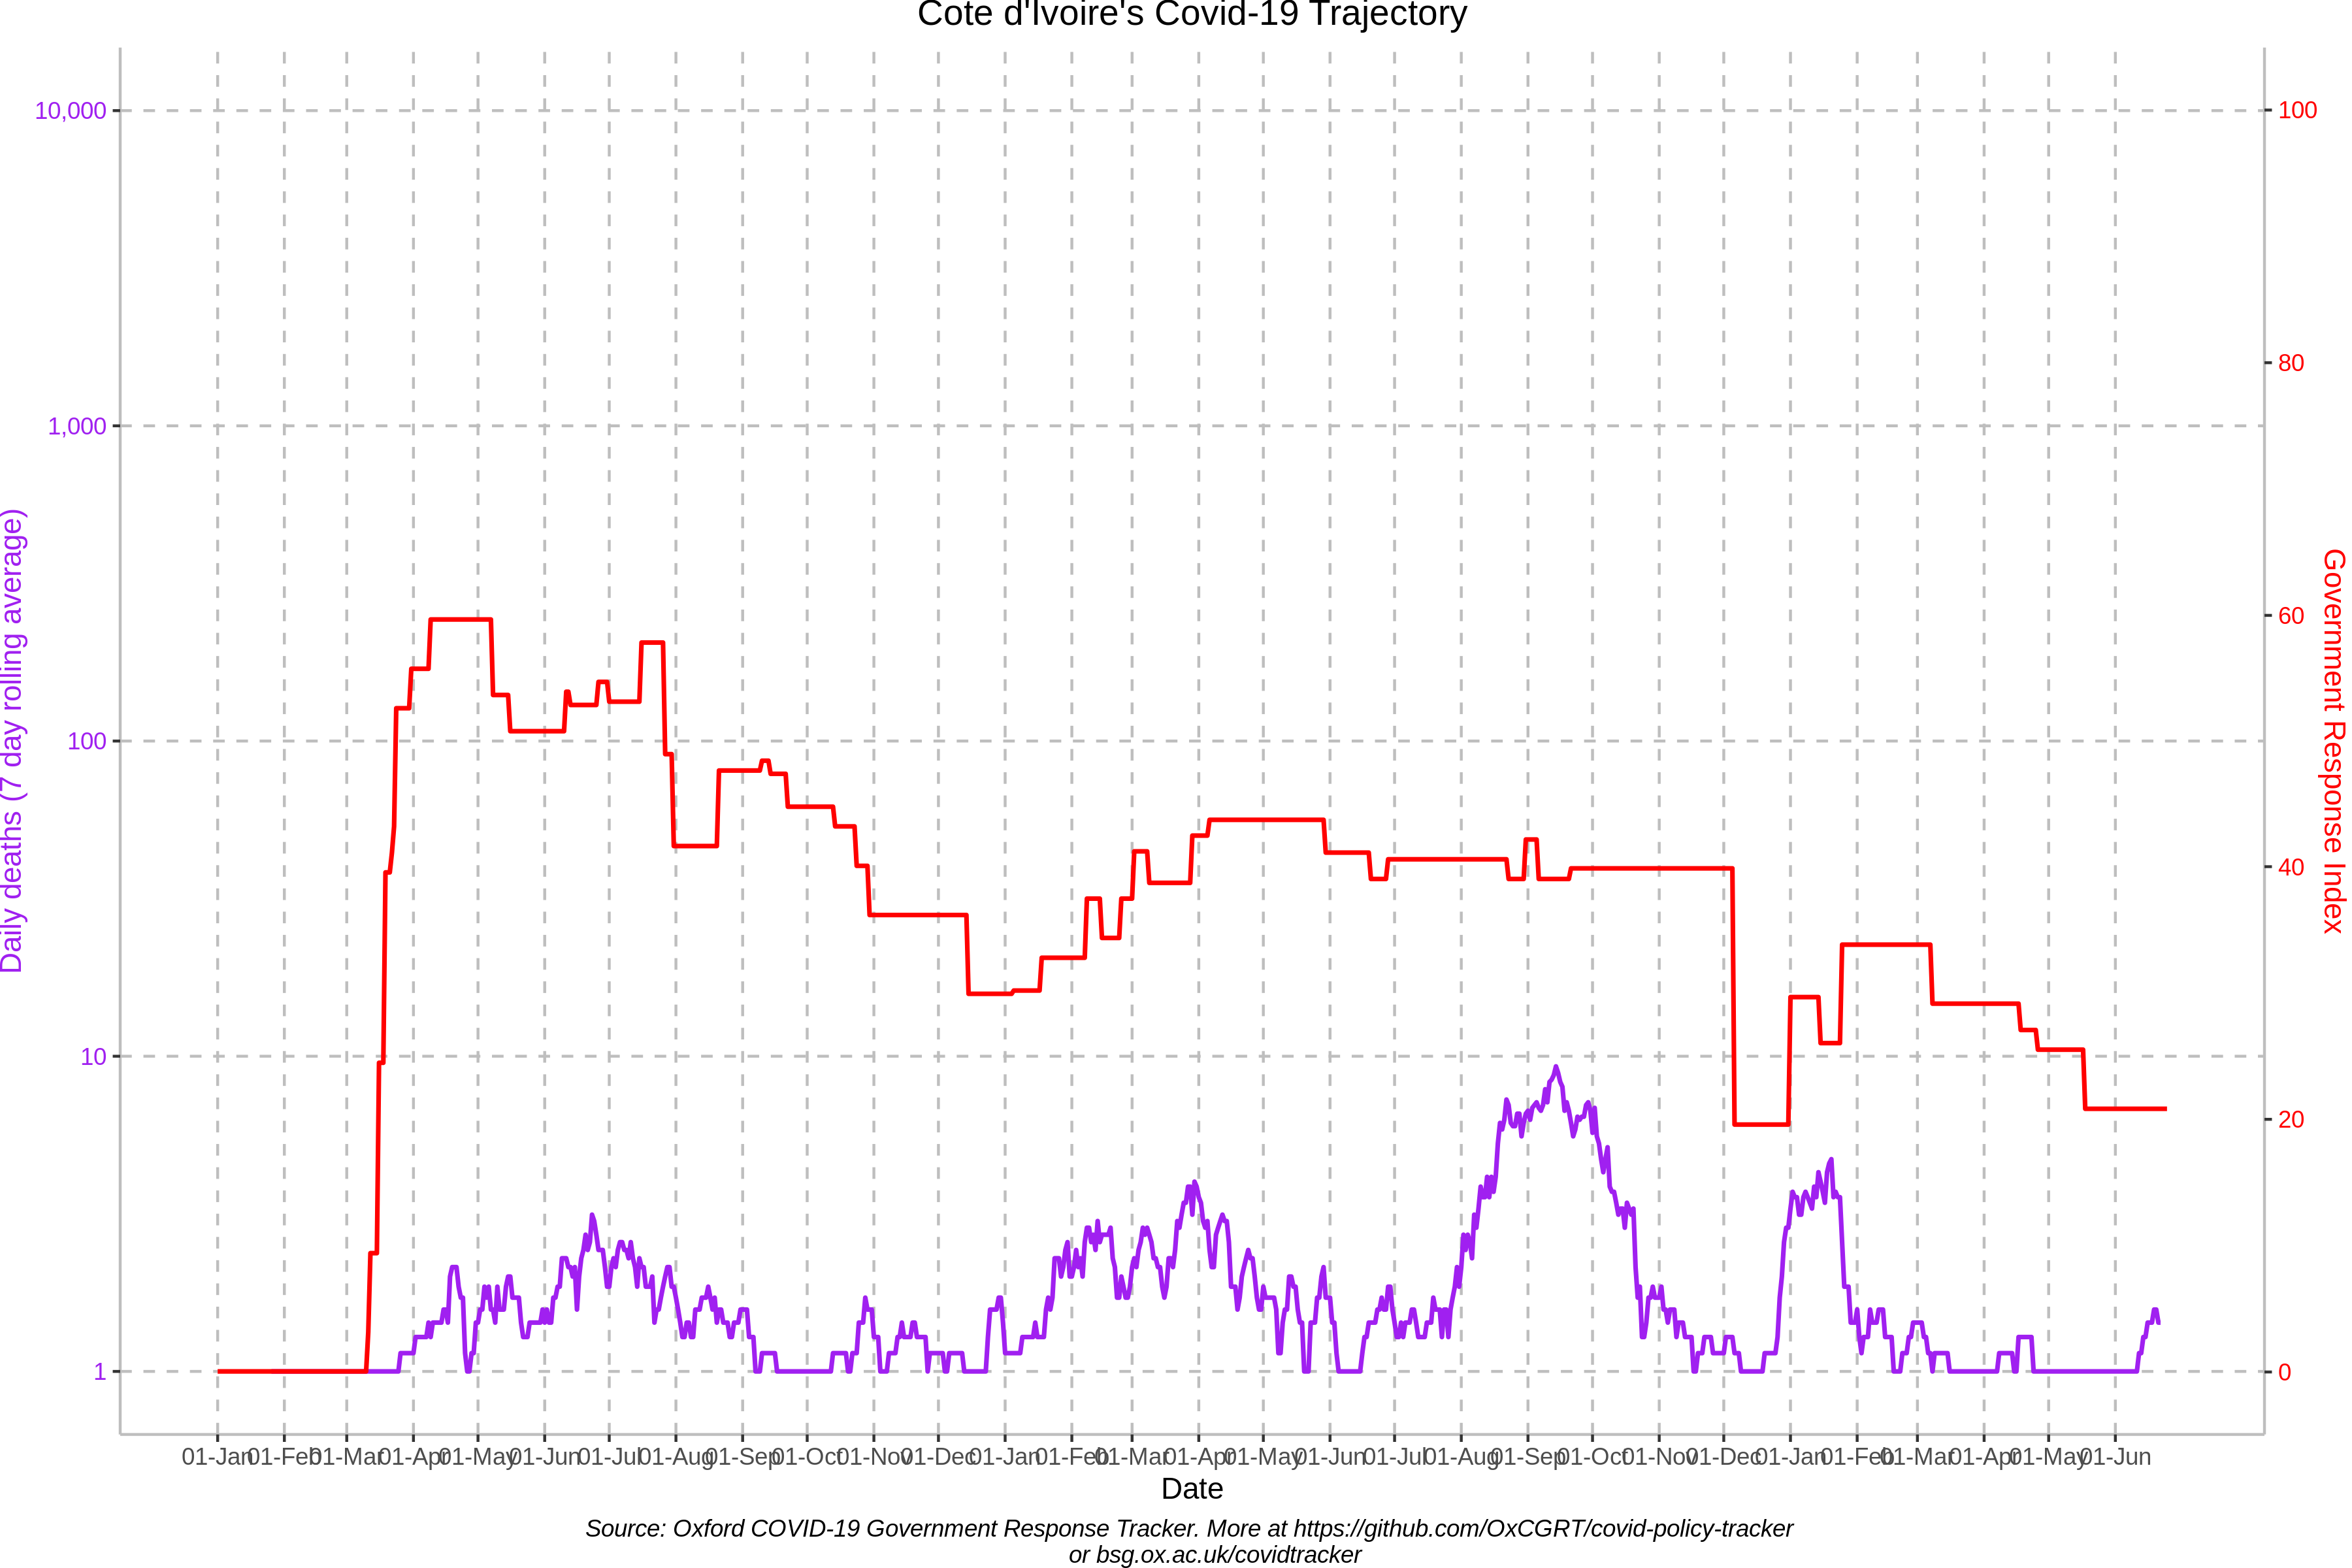 Cote d'Ivoire's Covid-19 Trajectory
10,000
1,000
100
10
1
Daily deaths (7 day rolling average)
100
80
60
40
20
0
Government Response Index
01-Jan 01-Feb 01-Mar 01-Apr 01-May 01-Jun 01-Jul 01-Aug 01-Sep 01-Oct 01-Nov 01-Dec 01-Jan 01-Feb 01-Mar 01-Apr 01-May 01-Jun 01-Jul 01-Aug 01-Sep 01-Oct 01-Nov 01-Dec 01-Jan 01-Feb 01-Mar 01-Apr 01-May 01-Jun
Date
Source: Oxford COVID-19 Government Response Tracker. More at https://github.com/OxCGRT/covid-policy-tracker
or bsg.ox.ac.uk/covidtracker